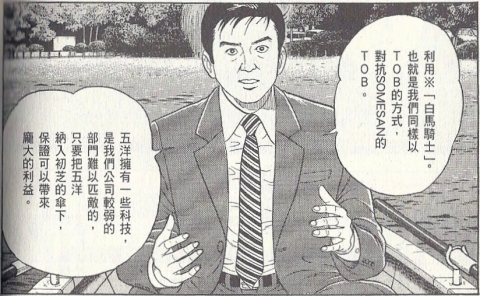 利用※「白馬騎士」。
也就是我們同樣以
TOB的方式，
對抗SOMESAN的
TOB。
五洋擁有一些科技，
是我們公司較弱的
部門難以匹敵的，
只要把五洋
納入初芝的傘下，
保證可以帶來
龐大的利益。